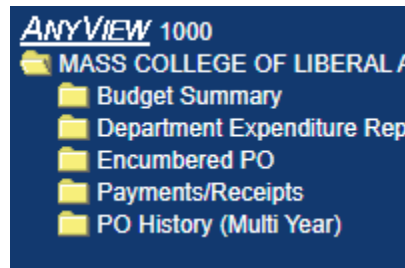 ANYVIEW 1000
MASS COLLEGE OF LIBERAL
Budget Summary
Department Expenditure Rep
Encumbered PO
Payments/Receipts
PO History (Multi Year)